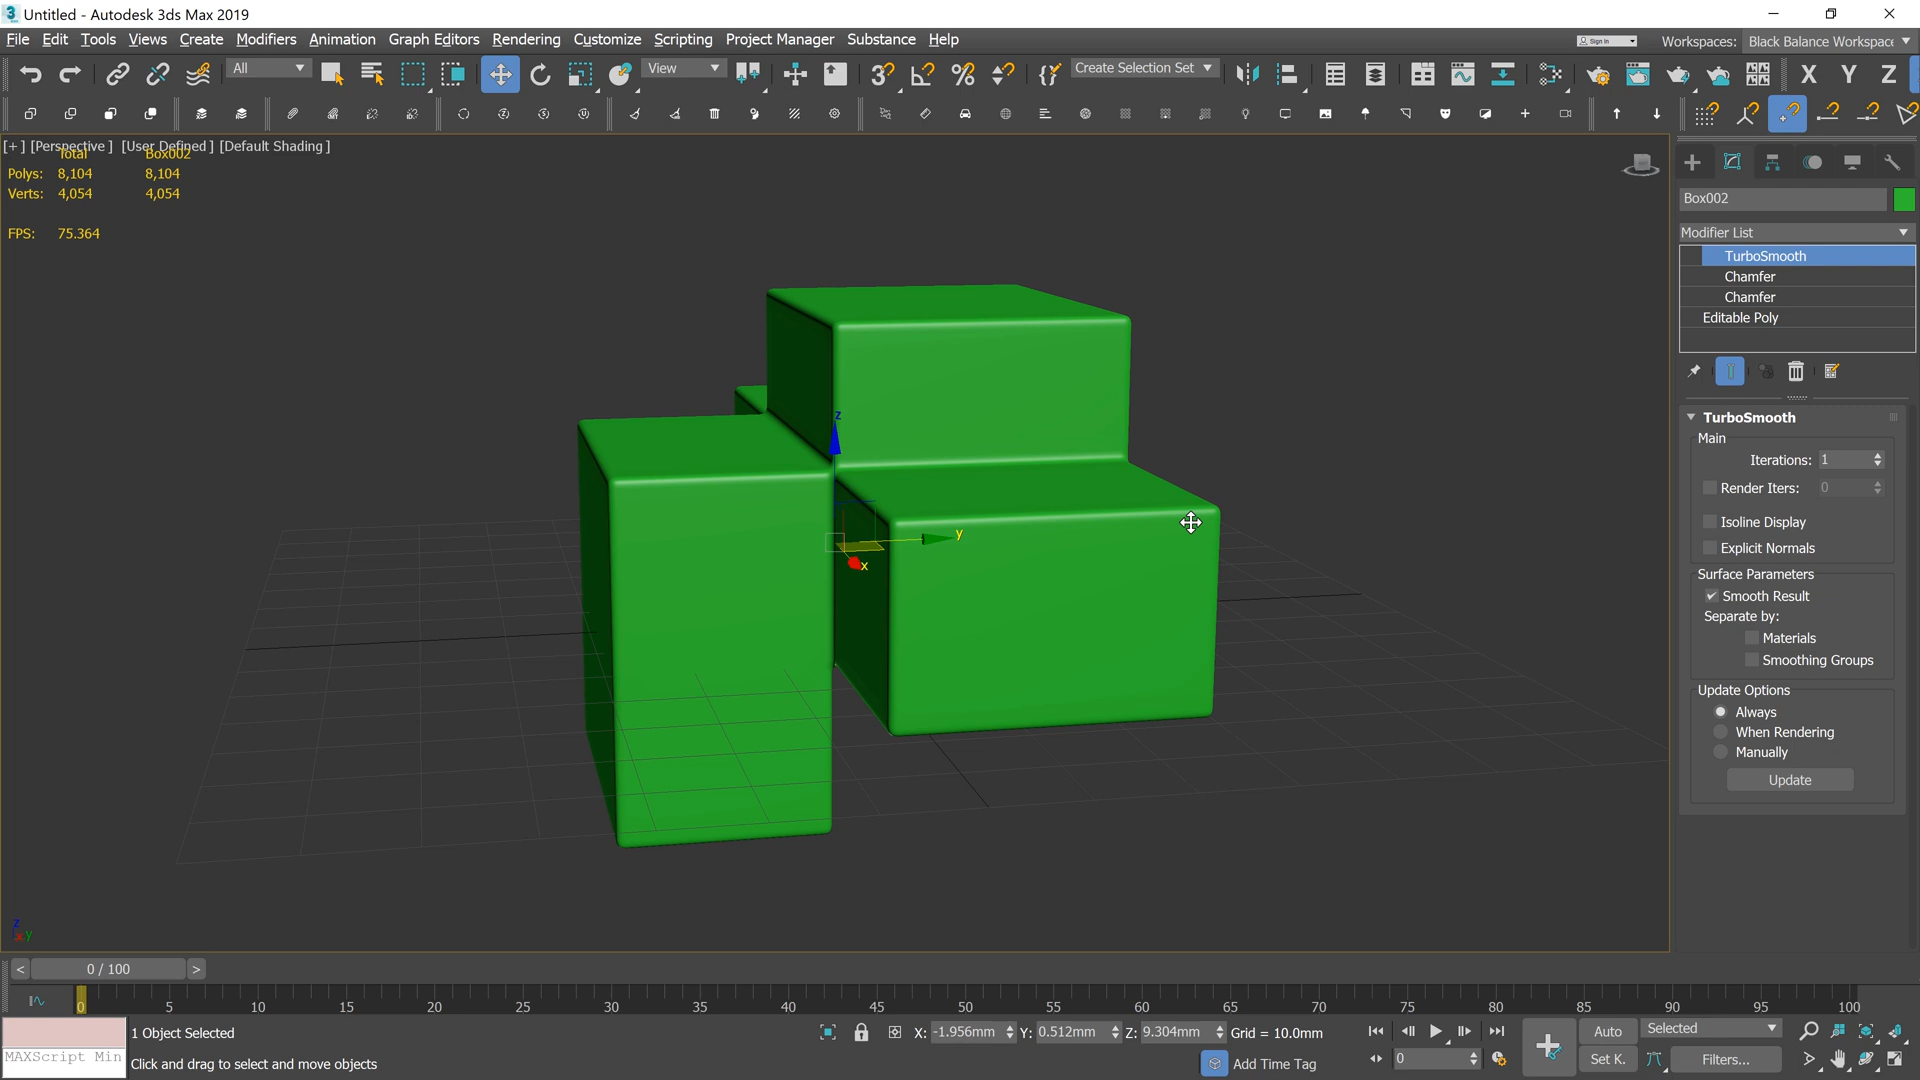 3 Untitled - Autodesk 3ds Max 2019
File Edit Tools Views Create Modifiers Animation Graph Editors Rendering Customize Scripting Project Manager Substance Help Sign In Workspaces: Black Balance Workspace
All View Create Selection Set X Y Z
[+] [Perspective ] [User Defined ] [Default Shading ]
Total Box002
Polys: 8,104 8,104
Verts: 4,054 4,054
FPS: 75.364
Box002
Modifier List
TurboSmooth
Chamfer
Chamfer
Editable Poly
TurboSmooth
Main
Iterations: 1
Render Iters: 0
Isoline Display
Explicit Normals
Surface Parameters
Smooth Result
Separate by:
Materials
Smoothing Groups
Update Options
Always
When Rendering
Manually
Update
z
y
x
z
x y
< 0 / 100 >
0 5 10 15 20 25 30 35 40 45 50 55 60 65 70 75 80 85 90 95 100
1 Object Selected X: -1.956mm Y: 0.512mm Z: 9.304mm Grid = 10.0mm Auto Selected
MAXScript Min Click and drag to select and move objects Add Time Tag 0 Set K. Filters...